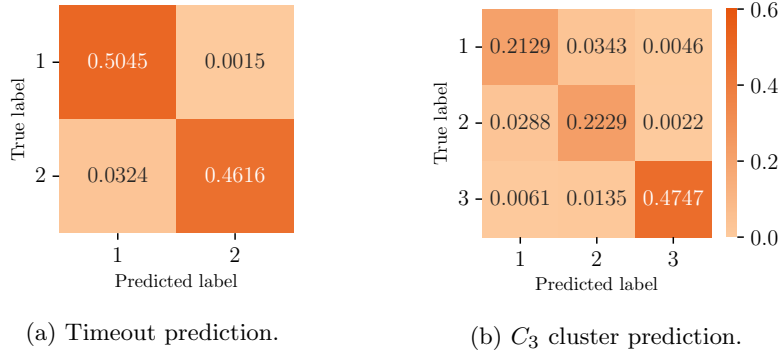 True label
1
2
0.5045 0.0015
0.0324 0.4616
1 2
Predicted label
(a) Timeout prediction.
True label
1
2
3
0.2129 0.0343 0.0046
0.0288 0.2229 0.0022
0.0061 0.0135 0.4747
1 2 3
Predicted label
0.6
0.4
0.2
0.0
(b) C₃ cluster prediction.